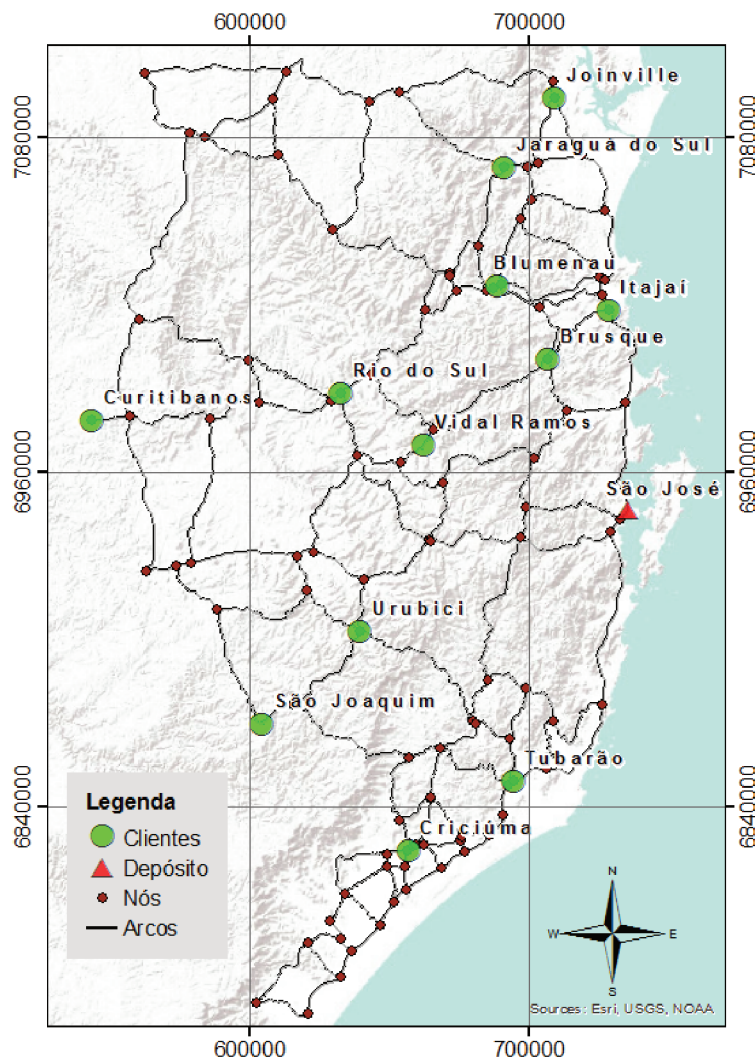 600000 700000
Joinville
7080000 7080000
Jaraguá do Sul
Blumenau
Itajaí
Brusque
Rio do Sul
Curitibanos
Vidal Ramos
6960000 6960000
São José
Urubici
São Joaquim
Tubarão
Legenda
6840000 6840000
Clientes
Criciúma
Depósito
Nós
Arcos
N
W E
S
Sources: Esri, USGS, NOAA
600000 700000